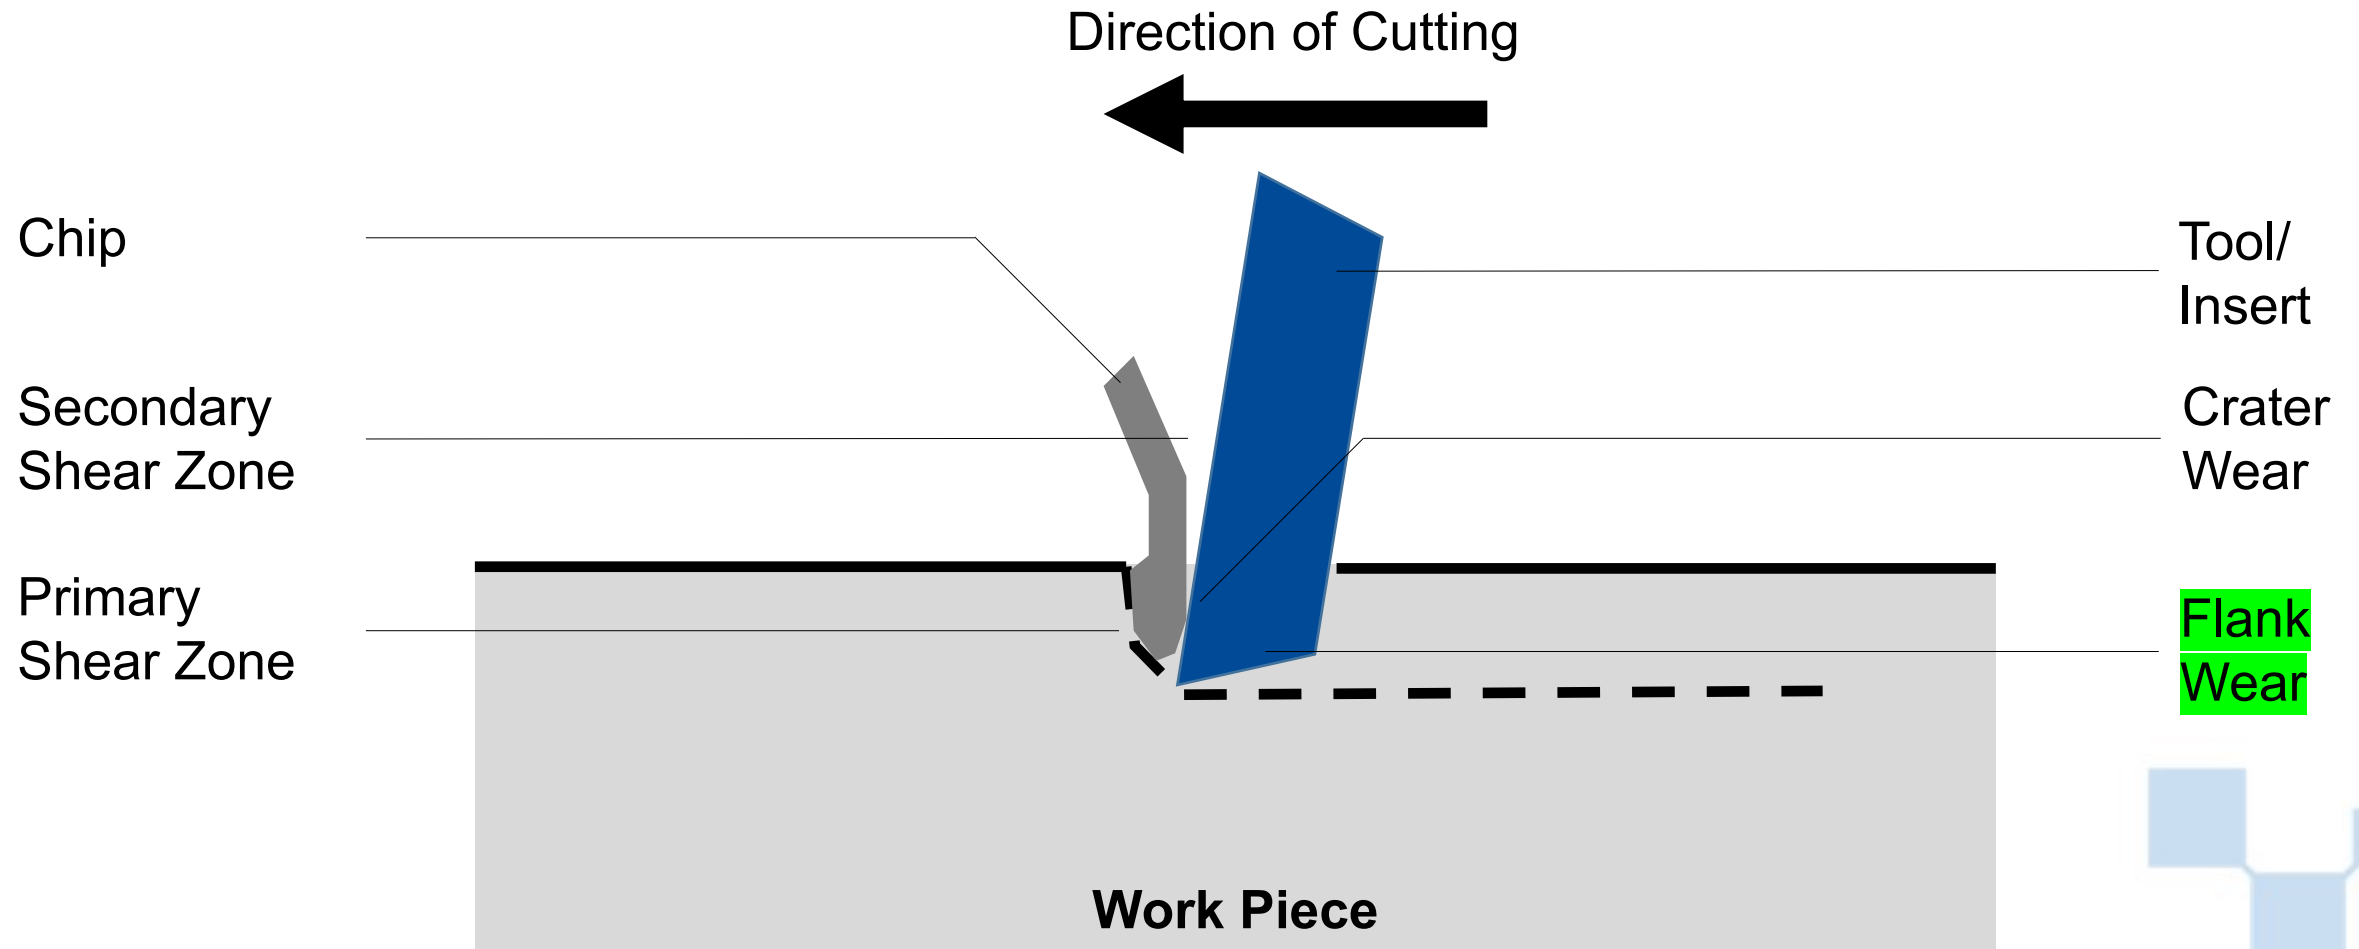 Direction of Cutting
Chip
Tool/
Insert
Secondary
Shear Zone
Crater
Wear
Primary
Shear Zone
Flank
Wear
Work Piece